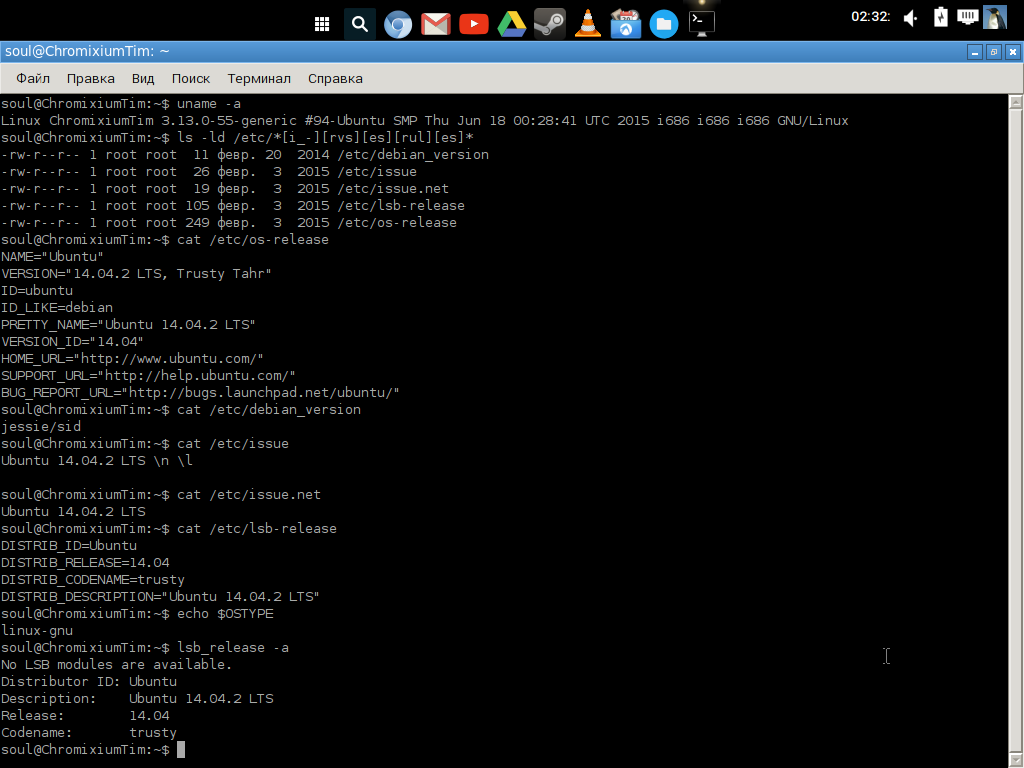 02:32:
soul@ChromixiumTim: ~
Файл Правка Вид Поиск Терминал Справка
soul@ChromixiumTim:~$ uname -a
Linux ChromixiumTim 3.13.0-55-generic #94-Ubuntu SMP Thu Jun 18 00:28:41 UTC 2015 i686 i686 i686 GNU/Linux
soul@ChromixiumTim:~$ ls -ld /etc/*[i_-][rvs][es][rul][es]*
-rw-r--r-- 1 root root  11 февр. 20  2014 /etc/debian_version
-rw-r--r-- 1 root root  26 февр.  3  2015 /etc/issue
-rw-r--r-- 1 root root  19 февр.  3  2015 /etc/issue.net
-rw-r--r-- 1 root root 105 февр.  3  2015 /etc/lsb-release
-rw-r--r-- 1 root root 249 февр.  3  2015 /etc/os-release
soul@ChromixiumTim:~$ cat /etc/os-release
NAME="Ubuntu"
VERSION="14.04.2 LTS, Trusty Tahr"
ID=ubuntu
ID_LIKE=debian
PRETTY_NAME="Ubuntu 14.04.2 LTS"
VERSION_ID="14.04"
HOME_URL="http://www.ubuntu.com/"
SUPPORT_URL="http://help.ubuntu.com/"
BUG_REPORT_URL="http://bugs.launchpad.net/ubuntu/"
soul@ChromixiumTim:~$ cat /etc/debian_version
jessie/sid
soul@ChromixiumTim:~$ cat /etc/issue
Ubuntu 14.04.2 LTS \n \l

soul@ChromixiumTim:~$ cat /etc/issue.net
Ubuntu 14.04.2 LTS
soul@ChromixiumTim:~$ cat /etc/lsb-release
DISTRIB_ID=Ubuntu
DISTRIB_RELEASE=14.04
DISTRIB_CODENAME=trusty
DISTRIB_DESCRIPTION="Ubuntu 14.04.2 LTS"
soul@ChromixiumTim:~$ echo $OSTYPE
linux-gnu
soul@ChromixiumTim:~$ lsb_release -a
No LSB modules are available.
Distributor ID: Ubuntu
Description:    Ubuntu 14.04.2 LTS
Release:        14.04
Codename:       trusty
soul@ChromixiumTim:~$